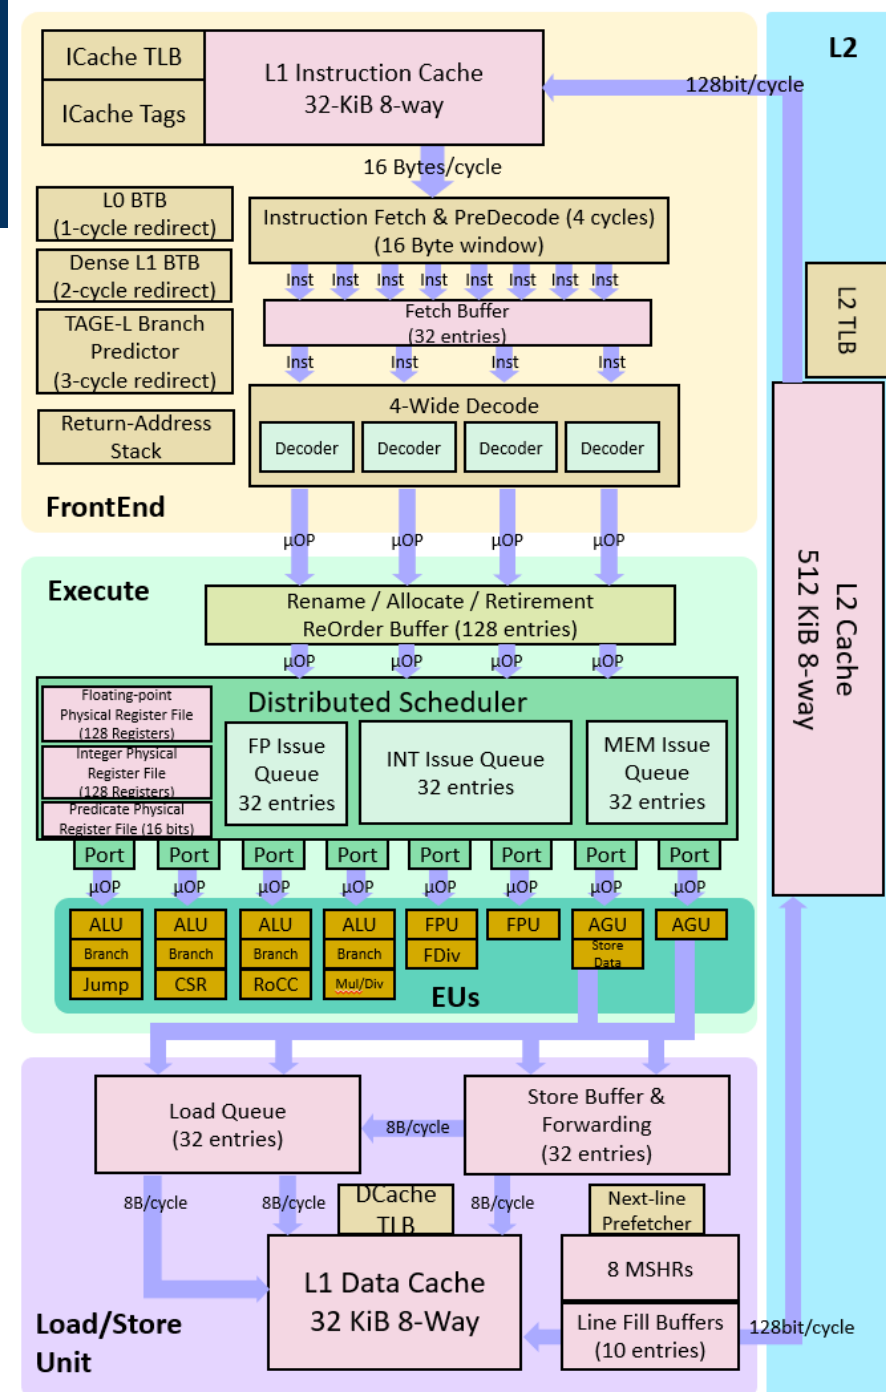 L2
ICache TLB
ICache Tags
L1 Instruction Cache
32-KiB 8-way
128bit/cycle
16 Bytes/cycle
L0 BTB
(1-cycle redirect)
Dense L1 BTB
(2-cycle redirect)
TAGE-L Branch
Predictor
(3-cycle redirect)
Return-Address
Stack
Instruction Fetch & PreDecode (4 cycles)
(16 Byte window)
Inst Inst Inst Inst Inst Inst Inst Inst
Fetch Buffer
(32 entries)
Inst Inst Inst Inst
4-Wide Decode
Decoder Decoder Decoder Decoder
FrontEnd
L2 TLB
L2 Cache
512 KiB 8-way
µOP µOP µOP µOP
Execute
Rename / Allocate / Retirement
ReOrder Buffer (128 entries)
µOP µOP µOP µOP
Distributed Scheduler
Floating-point
Physical Register File
(128 Registers)
Integer Physical
Register File
(128 Registers)
Predicate Physical
Register File (16 bits)
FP Issue
Queue
32 entries
INT Issue Queue
32 entries
MEM Issue
Queue
32 entries
Port Port Port Port Port Port Port Port
µOP µOP µOP µOP µOP µOP µOP µOP
ALU ALU ALU ALU FPU FPU AGU AGU
Branch Branch Branch Branch FDiv Store
Data
Jump CSR RoCC Mul/Div
EUs
Load Queue
(32 entries)
8B/cycle
Store Buffer &
Forwarding
(32 entries)
8B/cycle 8B/cycle 8B/cycle
DCache
TLB
Next-line
Prefetcher
L1 Data Cache
32 KiB 8-Way
8 MSHRs
Line Fill Buffers
(10 entries)
128bit/cycle
Load/Store
Unit